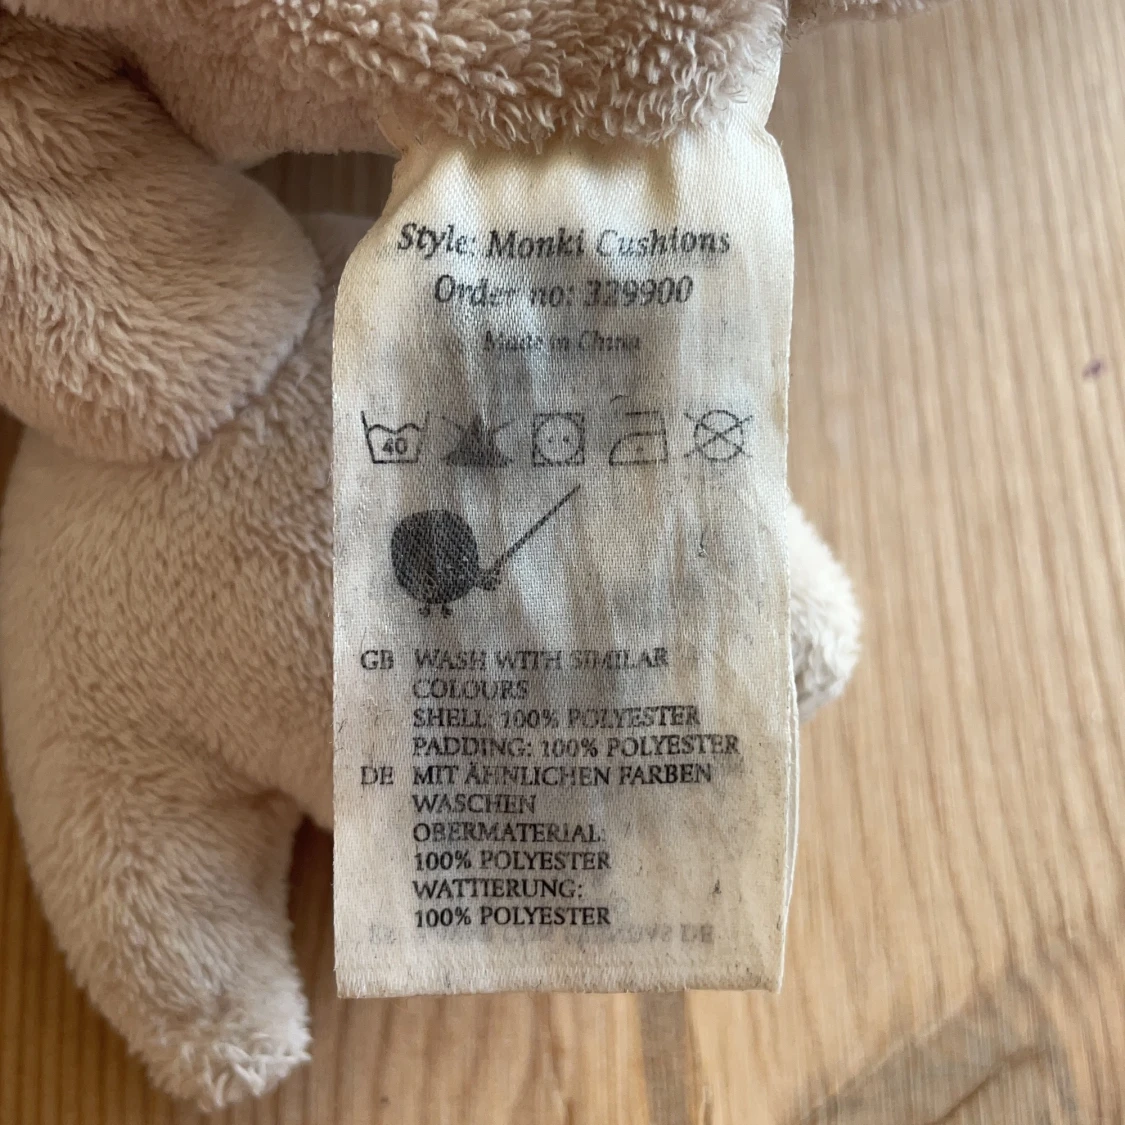 Style: Monki Cushions
Order no: 329900
Made in China
40
GB WASH WITH SIMILAR
COLOURS
SHELL: 100% POLYESTER
PADDING: 100% POLYESTER
DE MIT ÄHNLICHEN FARBEN
WASCHEN
OBERMATERIAL:
100% POLYESTER
WATTIERUNG:
100% POLYESTER